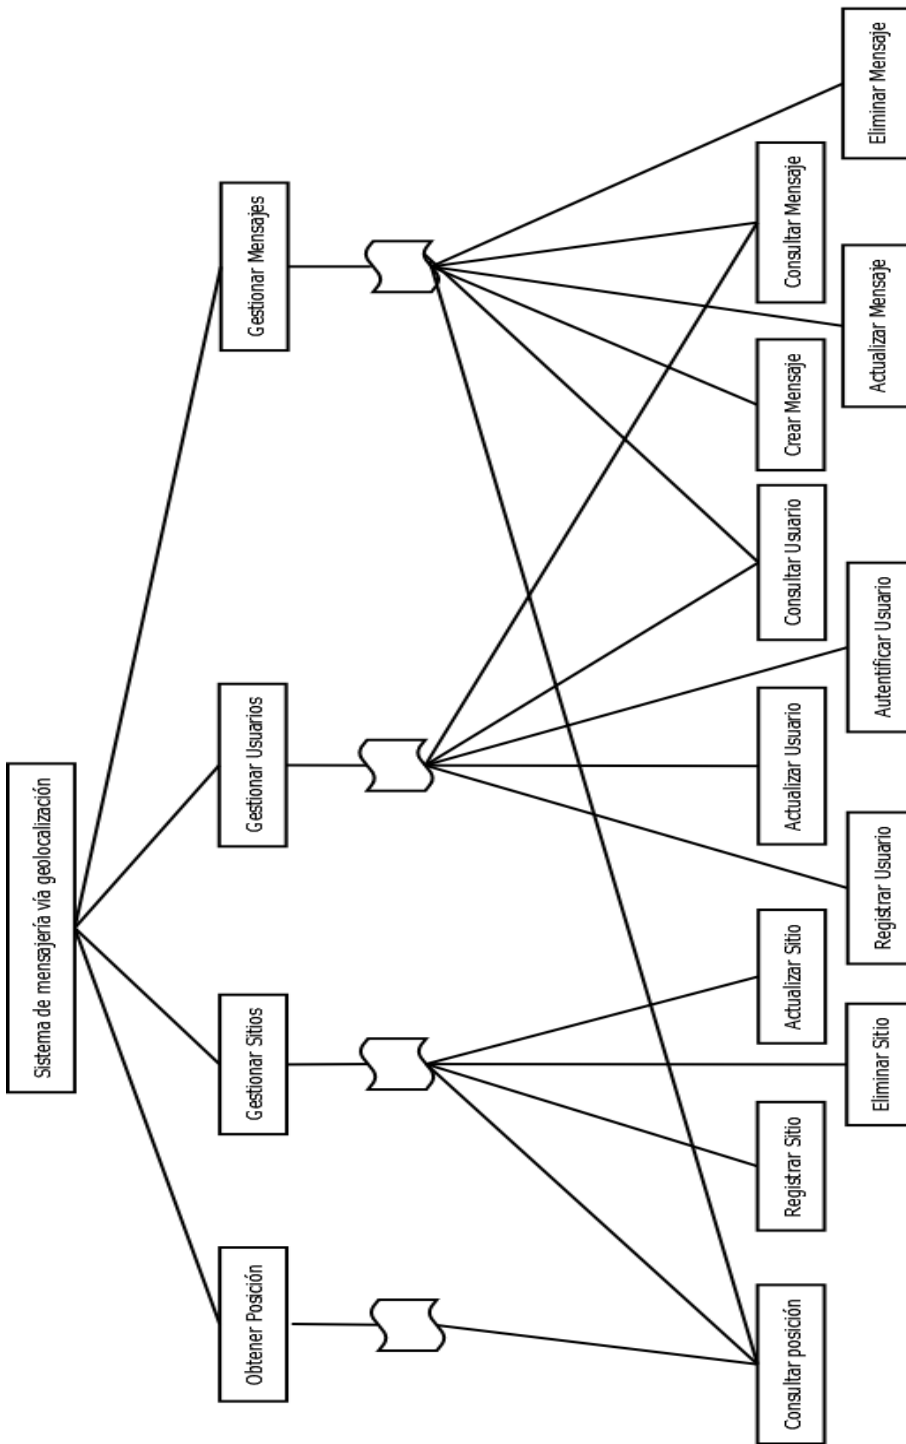 Sistema de mensajería vía geolocalización
Obtener Posición
Gestionar Sitios
Gestionar Usuarios
Gestionar Mensajes
Consultar posición
Registrar Sitio
Actualizar Sitio
Actualizar Usuario
Consultar Usuario
Crear Mensaje
Consultar Mensaje
Eliminar Sitio
Registrar Usuario
Autentificar Usuario
Actualizar Mensaje
Eliminar Mensaje